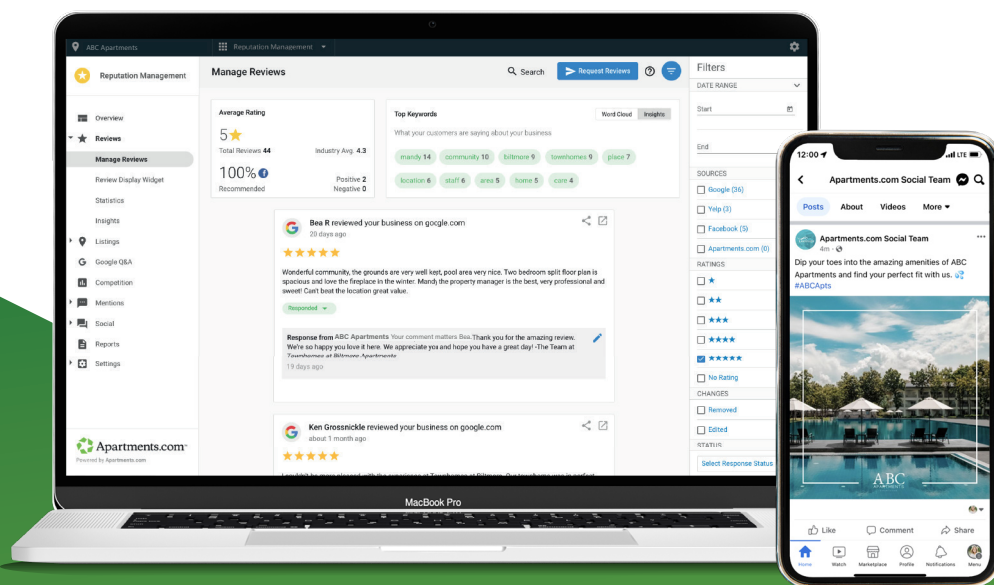 ABC Apartments
Reputation Management
Reputation Management
Overview
Reviews
Manage Reviews
Review Display Widget
Statistics
Insights
Listings
Google Q&A
Competition
Mentions
Social
Reports
Settings
Apartments.com™
Powered by Apartments.com
Manage Reviews
Search
Request Reviews
Average Rating
5
Total Reviews 44
Industry Avg. 4.3
100%
Recommended
Positive 2
Negative 0
Top Keywords
Word Cloud
Insights
What your customers are saying about your business
mandy 14
community 10
biltmore 9
townhomes 9
place 7
location 6
staff 6
area 5
home 5
care 4
Bea R reviewed your business on google.com
20 days ago
Wonderful community, the grounds are very well kept, pool area very nice. Two bedroom split floor plan is
spacious and love the fireplace in the winter. Mandy the property manager is the best, very professional and
sweet! Can't beat the location great value.
Responded
Response from ABC Apartments Your comment matters Bea.Thank you for the amazing review.
We're so happy you love it here. We appreciate you and hope you have a great day! -The Team at
Townhomes at Biltmore Apartments
19 days ago
Ken Grossnickle reviewed your business on google.com
about 1 month ago
Filters
DATE RANGE
Start
End
SOURCES
Google (36)
Yelp (3)
Facebook (5)
Apartments.com (0)
RATINGS
No Rating
CHANGES
Removed
Edited
STATUS
Select Response Status
MacBook Pro
12:00
LTE
Apartments.com Social Team
Posts
About
Videos
More
Apartments.com Social Team
4m
Dip your toes into the amazing amenities of ABC
Apartments and find your perfect fit with us.
#ABCApts
ABC
APARTMENTS
Like
Comment
Share
Home
Watch
Marketplace
Profile
Notifications
Menu